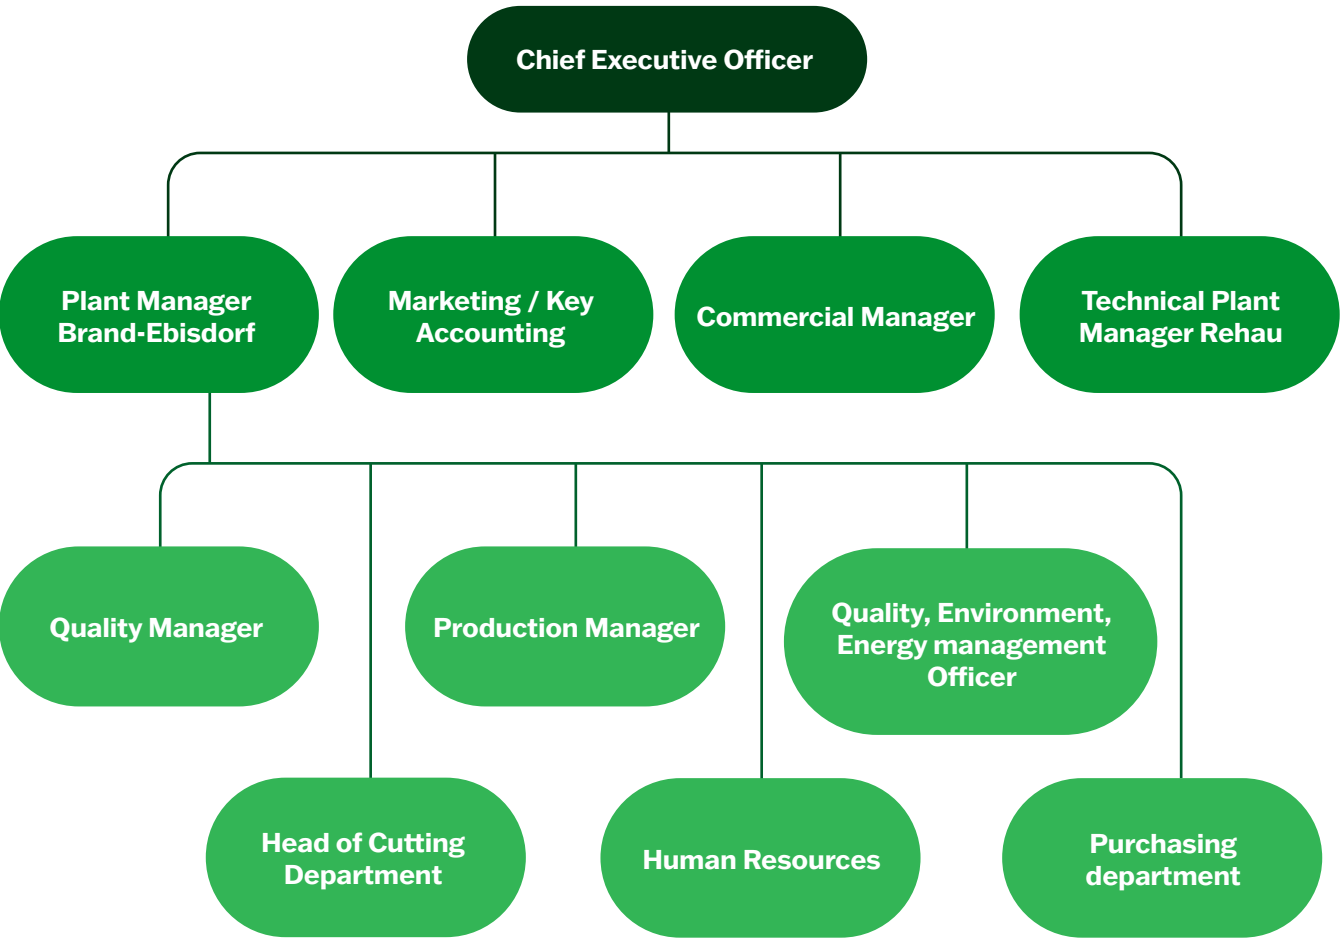 Chief Executive Officer
Plant Manager
Brand-Ebisdorf
Marketing / Key
Accounting
Commercial Manager
Technical Plant
Manager Rehau
Quality Manager
Production Manager
Quality, Environment,
Energy management
Officer
Head of Cutting
Department
Human Resources
Purchasing
department